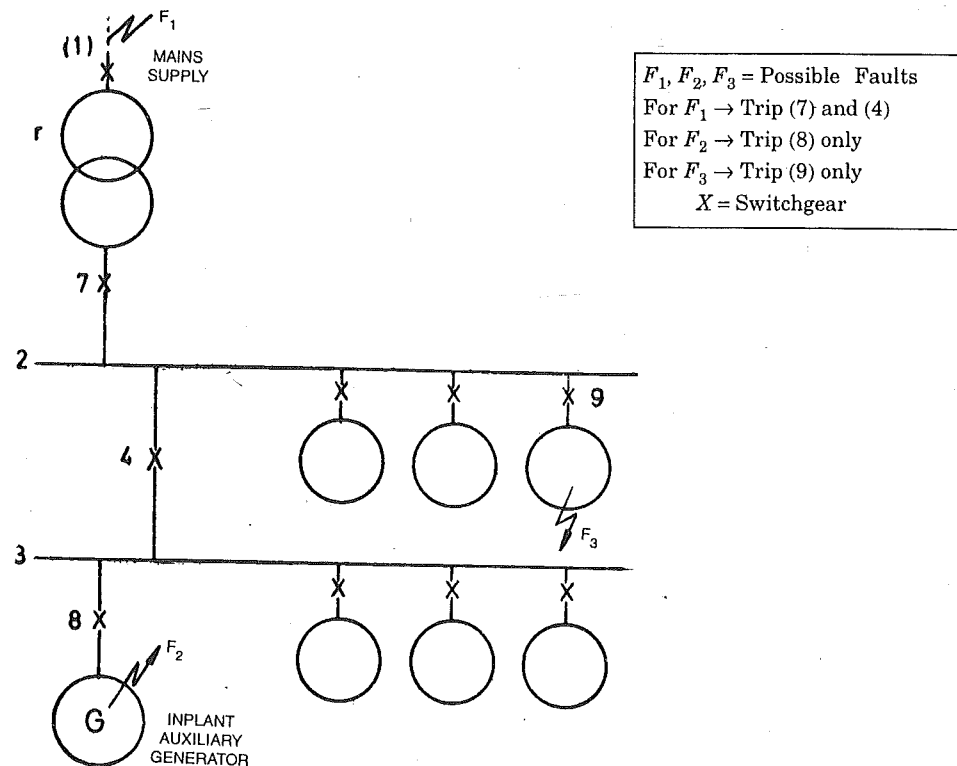 F₁
(1)
MAINS
SUPPLY
F₁, F₂, F₃ = Possible Faults
For F₁ → Trip (7) and (4)
For F₂ → Trip (8) only
For F₃ → Trip (9) only
X = Switchgear
r
7
2
9
4
F₃
3
8
F₂
G
INPLANT
AUXILIARY
GENERATOR